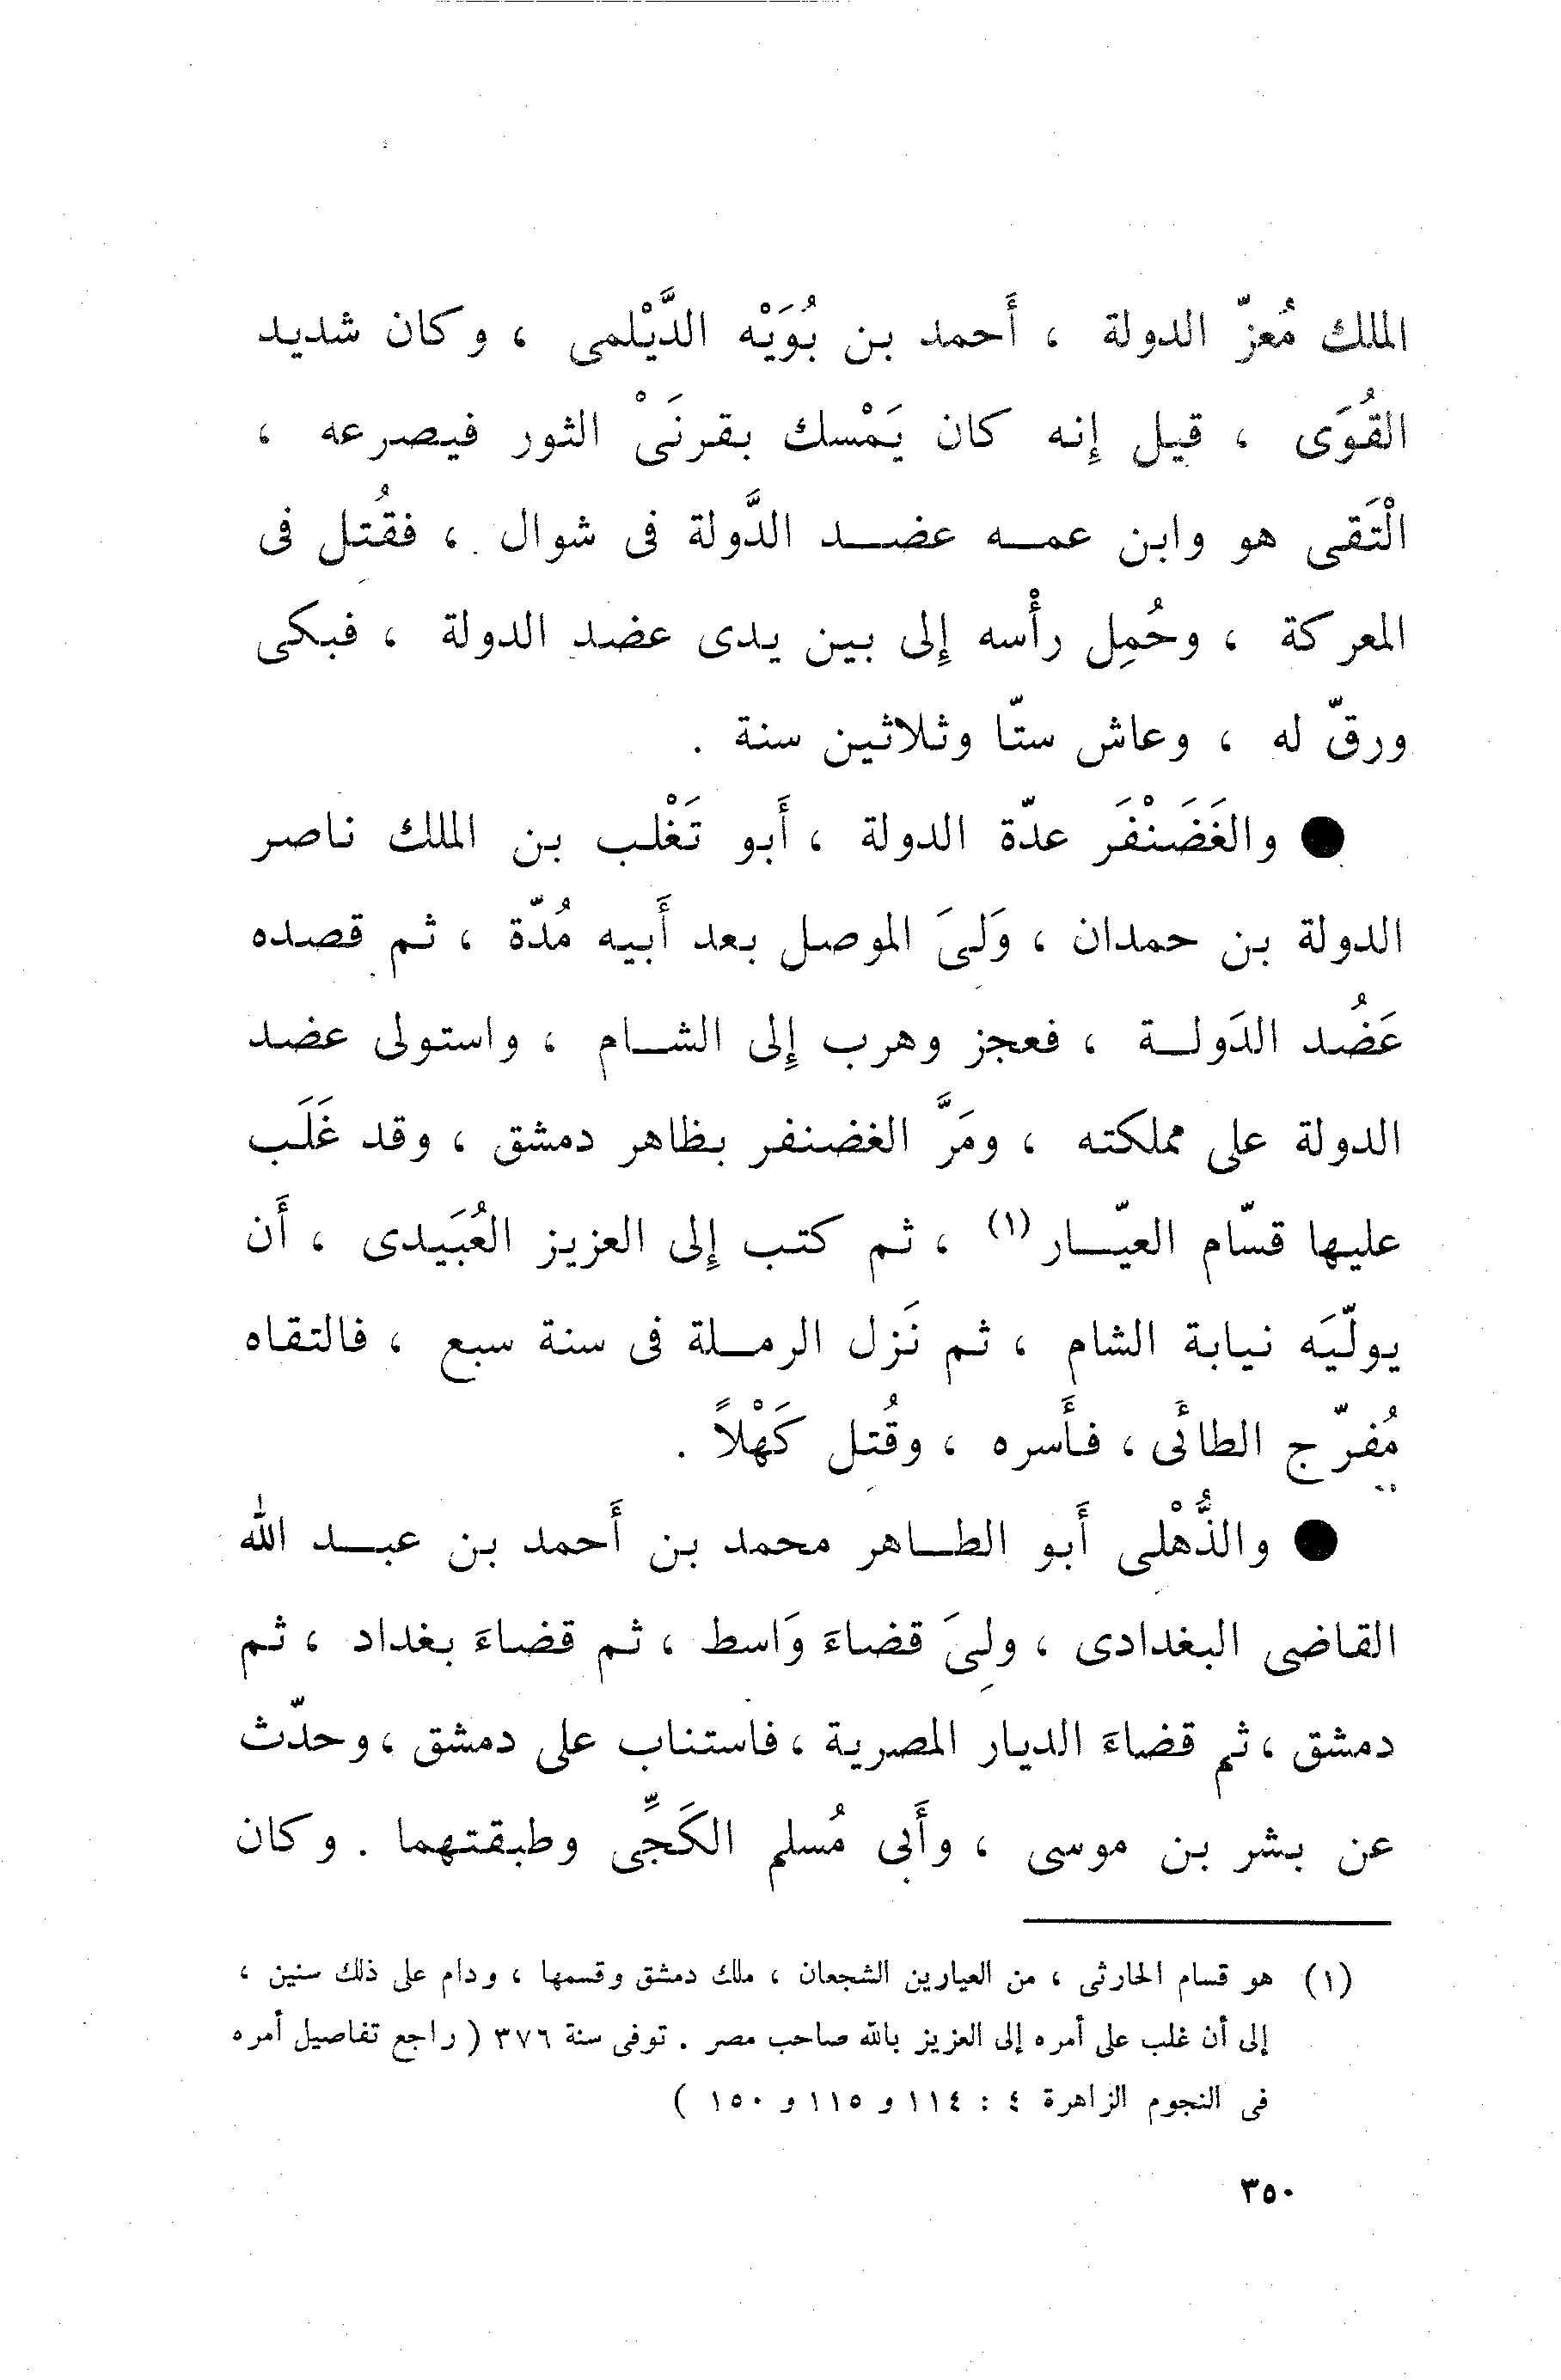 الملك مُعزّ الدولة ، أَحمد بن بُوَيْه الدَّيْلمى ، وكان شديد
القُوَى ، قيل إِنه كان يَمْسك بقرنَىْ الثور فيصرعه ،
الْتَقى هو وابن عمه عضد الدَّولة فى شوال ، فقُتِل فى
المعركة ، وحُمِل رأْسه إِلى بين يدى عضد الدولة ، فبكى
ورقّ له ، وعاش ستّا وثلاثين سنة .
● والغَضَنْفَر عدّة الدولة ، أَبو تَغْلب بن الملك ناصر
الدولة بن حمدان ، وَلِىَ الموصل بعد أَبيه مُدّة ، ثم قصده
عَضُد الدَولة ، فعجز وهرب إِلى الشام ، واستولى عضد
الدولة على مملكته ، ومَرَّ الغضنفر بظاهر دمشق ، وقد غَلَب
عليها قسّام العيّار (١) ، ثم كتب إِلى العزيز العُبَيدى ، أَن
يولّيَه نيابة الشام ، ثم نَزل الرملة فى سنة سبع ، فالتقاه
مُفرّج الطائَى ، فأَسره ، وقُتِل كَهْلاً .
● والذُّهْلِى أَبو الطاهر محمد بن أَحمد بن عبد الله
القاضى البغدادى ، ولِىَ قضاءَ وَاسط ، ثم قضاءَ بغداد ، ثم
دمشق ، ثم قضاءَ الديار المصرية ، فاستناب على دمشق ، وحدّث
عن بشر بن موسى ، وأَبى مُسلم الكَجِّى وطبقتهما . وكان
(١) هو قسام الحارثى ، من العيارين الشجعان ، ملك دمشق وقسمها ، ودام على ذلك سنين ،
إلى أن غلب على أمره إلى العزيز بالله صاحب مصر . توفى سنة ٣٧٦ ( راجع تفاصيل أمره
فى النجوم الزاهرة ٤ : ١١٤ و ١١٥ و ١٥٠ )
٣٥٠